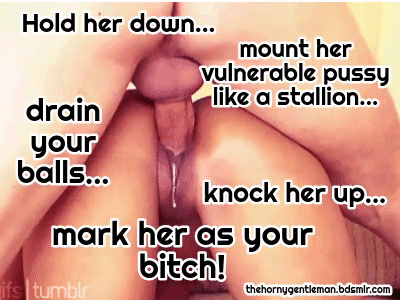 Hold her down...
mount her
vulnerable pussy
like a stallion...
drain
your
balls...
knock her up...
mark her as your
bitch!
ifs|tumblr
thehornygentleman.bdsmlr.com